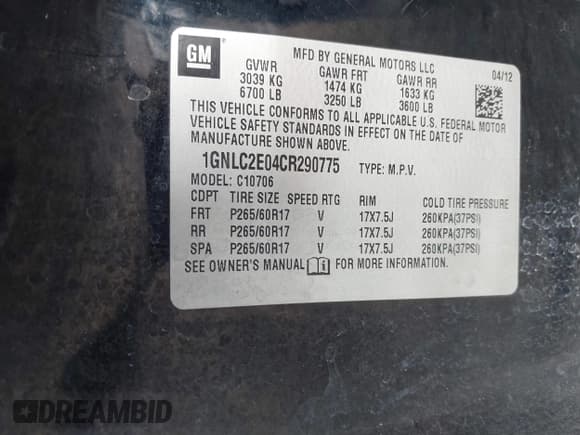 GM
MFD BY GENERAL MOTORS LLC
04/12
GVWR GAWR FRT GAWR RR
3039 KG 1474 KG 1633 KG
6700 LB 3250 LB 3600 LB
THIS VEHICLE CONFORMS TO ALL APPLICABLE U.S. FEDERAL MOTOR
VEHICLE SAFETY STANDARDS IN EFFECT ON THE DATE OF
MANUFACTURE SHOWN ABOVE.
1GNLC2E04CR290775 TYPE: M.P.V.
MODEL: C10706
CDPT TIRE SIZE SPEED RTG RIM COLD TIRE PRESSURE
FRT P265/60R17 V 17X7.5J 260KPA(37PSI)
RR P265/60R17 V 17X7.5J 260KPA(37PSI)
SPA P265/60R17 V 17X7.5J 260KPA(37PSI)
SEE OWNER'S MANUAL FOR MORE INFORMATION.
DREAMBID